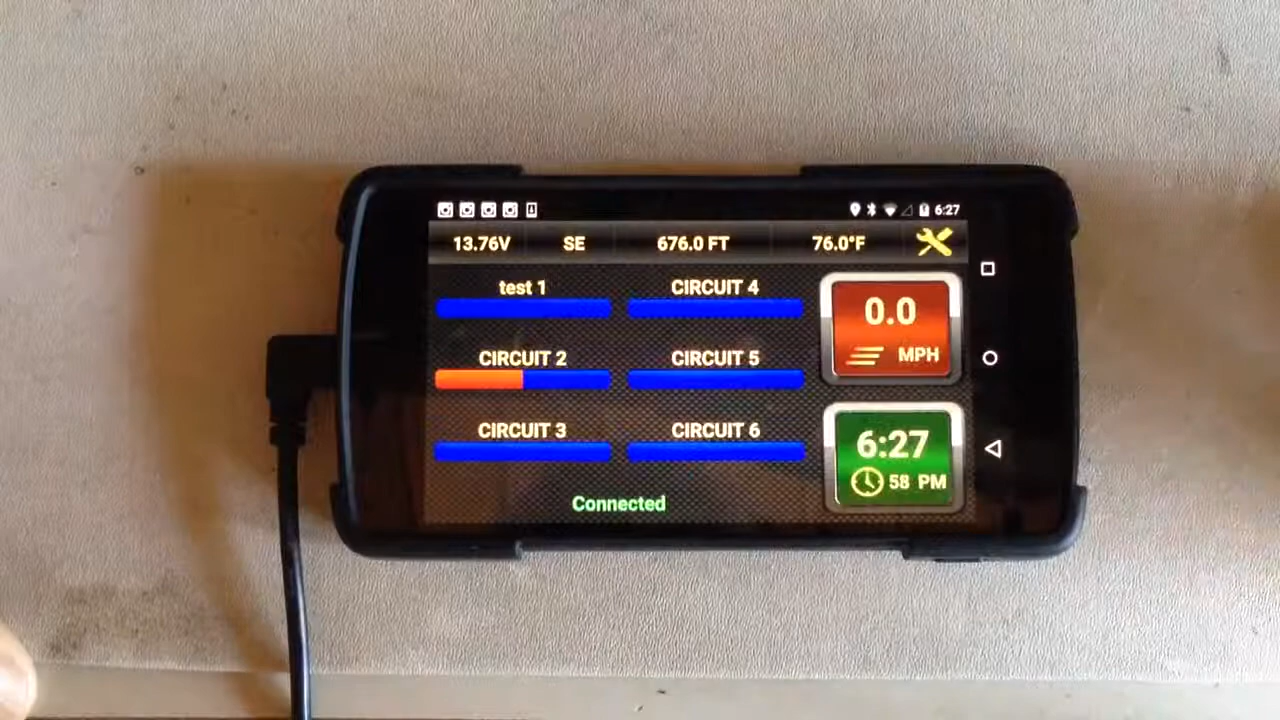 6:27
13.76V SE 676.0 FT 76.0°F
test 1 CIRCUIT 4
0.0
MPH
CIRCUIT 2 CIRCUIT 5
CIRCUIT 3 CIRCUIT 6
6:27
58 PM
Connected